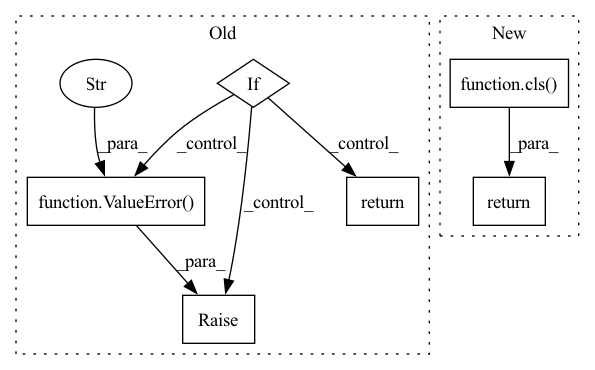 Old
New
Str
If
function.cls()
_para_
_control_
_control_
_para_
function.ValueError()
_control_
return
return
_para_
Raise